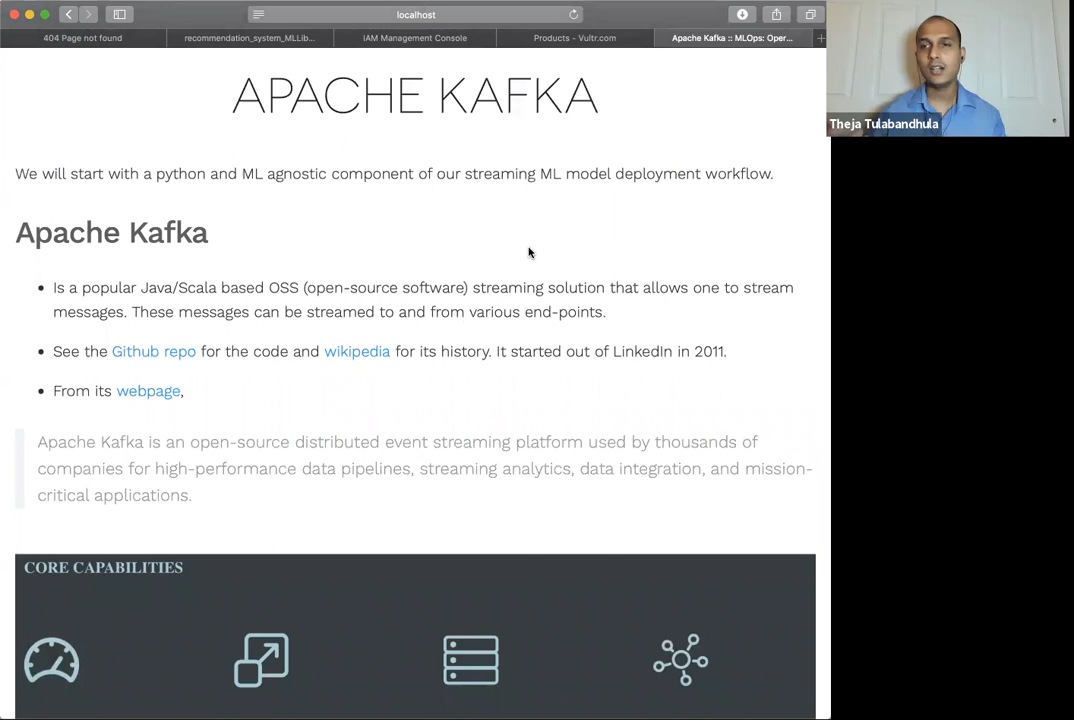 localhost
404 Page not found
recommendation_system_MLLib...
IAM Management Console
Products - Vultr.com
Apache Kafka :: MLOps: Oper...
Theja Tulabandhula
APACHE KAFKA
We will start with a python and ML agnostic component of our streaming ML model deployment workflow.
Apache Kafka
Is a popular Java/Scala based OSS (open-source software) streaming solution that allows one to stream
messages. These messages can be streamed to and from various end-points.
See the Github repo for the code and wikipedia for its history. It started out of LinkedIn in 2011.
From its webpage,
Apache Kafka is an open-source distributed event streaming platform used by thousands of
companies for high-performance data pipelines, streaming analytics, data integration, and mission-
critical applications.
CORE CAPABILITIES